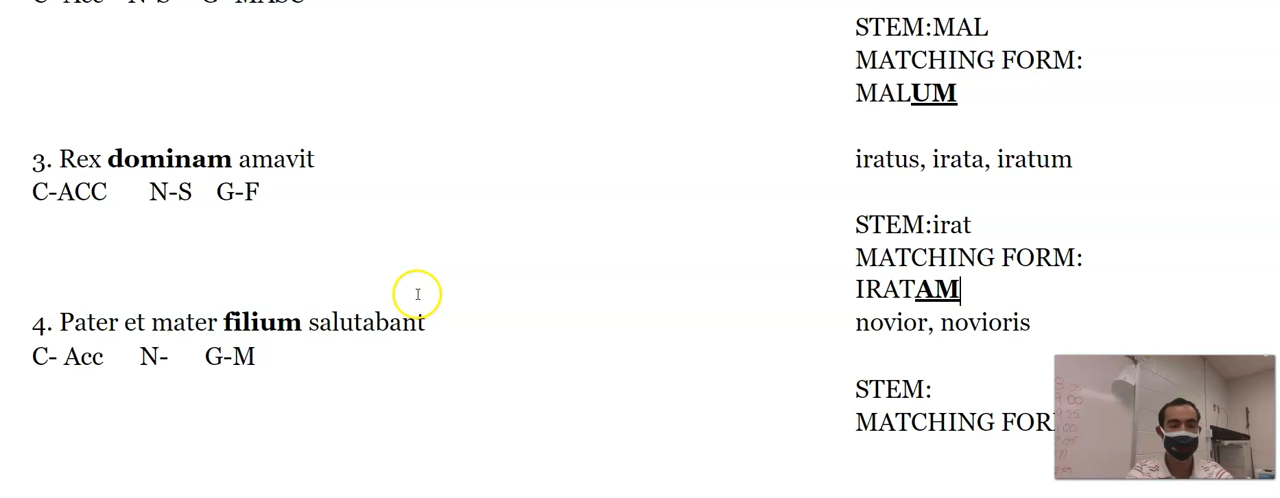 STEM:MAL
MATCHING FORM:
MALUM
3. Rex dominam amavit iratus, irata, iratum
C-ACC N-S G-F
STEM:irat
MATCHING FORM:
IRATAM
4. Pater et mater filium salutabant novior, novioris
C- Acc N- G-M
STEM:
MATCHING FOR